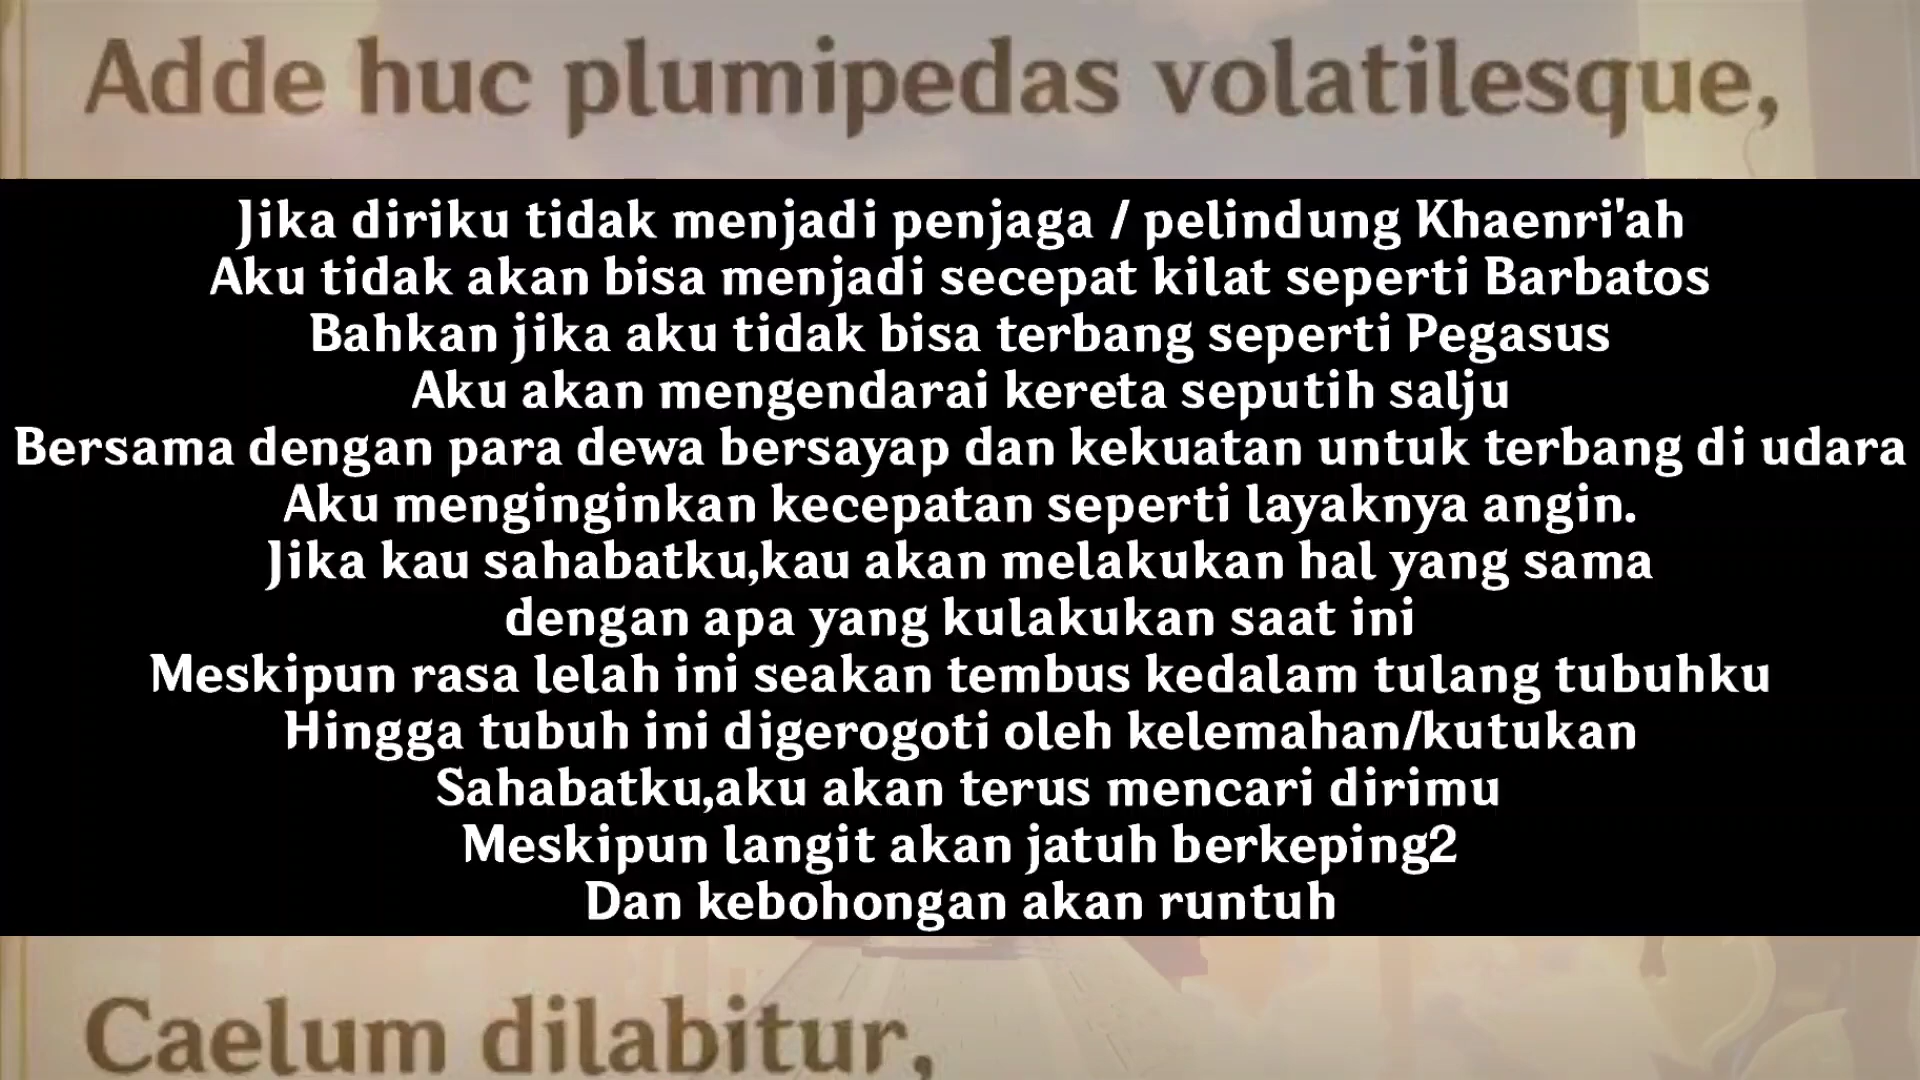 Adde huc plumipedas volatilesque,
Jika diriku tidak menjadi penjaga / pelindung Khaenri'ah
Aku tidak akan bisa menjadi secepat kilat seperti Barbatos
Bahkan jika aku tidak bisa terbang seperti Pegasus
Aku akan mengendarai kereta seputih salju
Bersama dengan para dewa bersayap dan kekuatan untuk terbang di udara
Aku menginginkan kecepatan seperti layaknya angin.
Jika kau sahabatku,kau akan melakukan hal yang sama
dengan apa yang kulakukan saat ini
Meskipun rasa lelah ini seakan tembus kedalam tulang tubuhku
Hingga tubuh ini digerogoti oleh kelemahan/kutukan
Sahabatku,aku akan terus mencari dirimu
Meskipun langit akan jatuh berkeping2
Dan kebohongan akan runtuh
Caelum dilabitur,